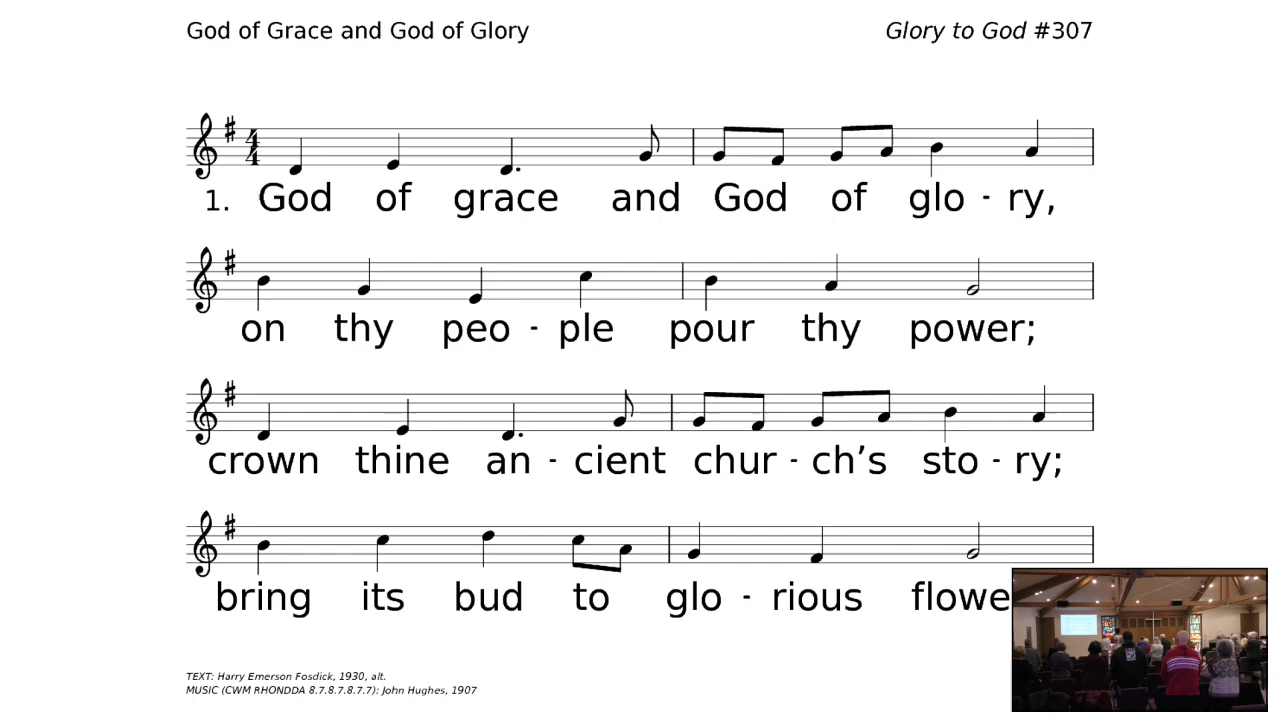 God of Grace and God of Glory
Glory to God #307
1. God of grace and God of glo - ry,
on thy peo - ple pour thy power;
crown thine an - cient chur - ch’s sto - ry;
bring its bud to glo - rious
TEXT: Harry Emerson Fosdick, 1930, alt.
MUSIC (CWM RHONDDA 8.7.8.7.8.7.7): John Hughes, 1907